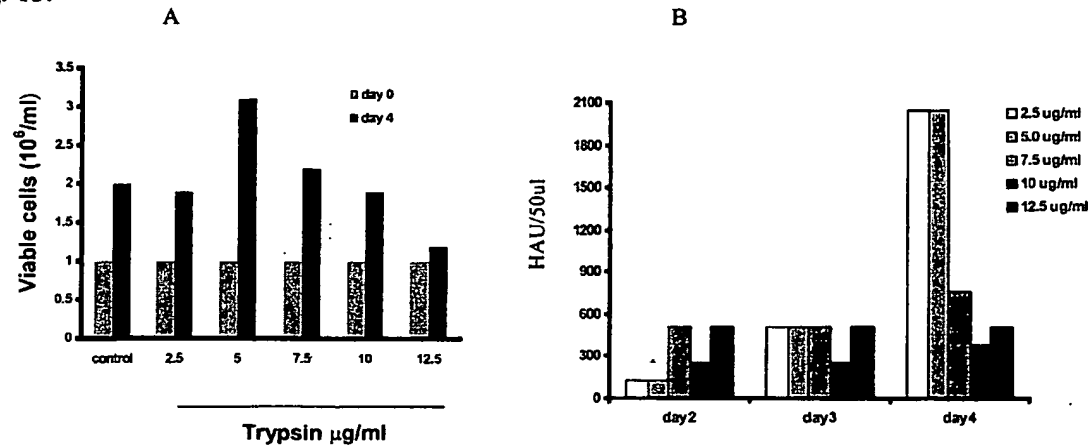 A
B
Viable cells (10⁶/ml)
3.5
3
2.5
2
1.5
1
0.5
0
day 0
day 4
control
2.5
5
7.5
10
12.5
Trypsin µg/ml
HAU/50ul
2100
1800
1500
1200
900
600
300
0
day2
day3
day4
2.5 ug/ml
5.0 ug/ml
7.5 ug/ml
10 ug/ml
12.5 ug/ml